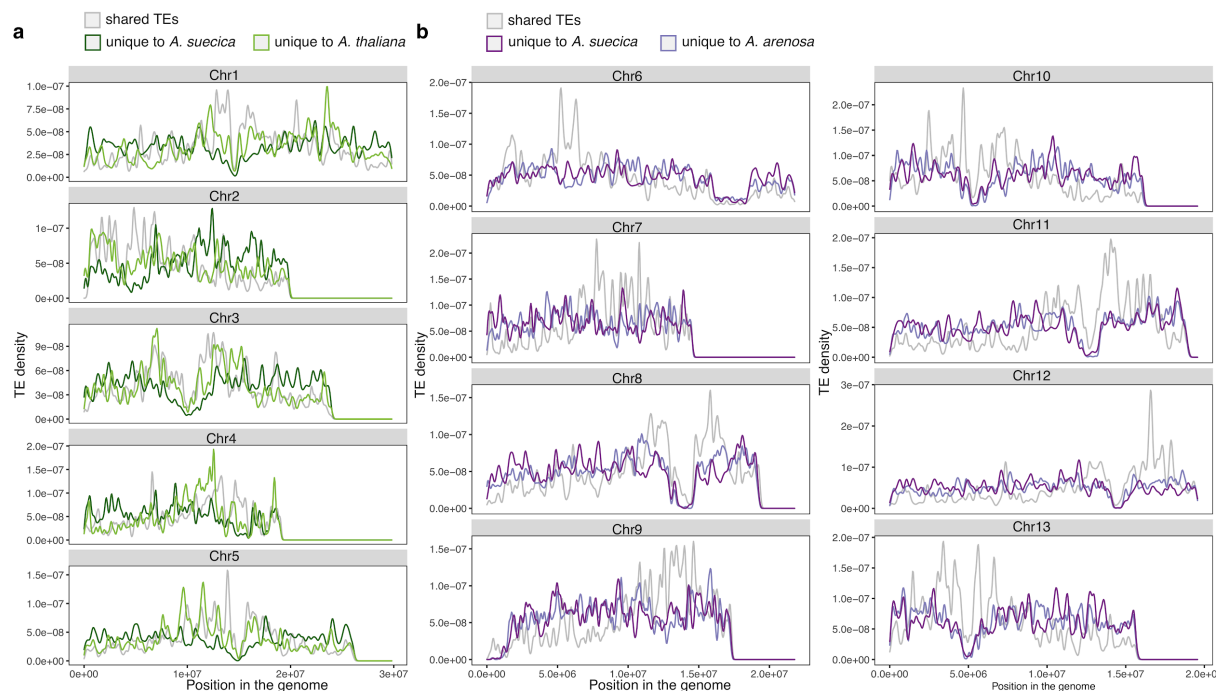 a
shared TEs
unique to A. suecica
unique to A. thaliana
b
shared TEs
unique to A. suecica
unique to A. arenosa
TE density
Chr1
1.0e-07
7.5e-08
5.0e-08
2.5e-08
0.0e+00
Chr2
1e-07
5e-08
0e+00
Chr3
9e-08
6e-08
3e-08
0e+00
Chr4
2.0e-07
1.5e-07
1.0e-07
5.0e-08
0.0e+00
Chr5
1.5e-07
1.0e-07
5.0e-08
0.0e+00
0e+00 1e+07 2e+07 3e+07
Position in the genome
TE density
Chr6
2.0e-07
1.5e-07
1.0e-07
5.0e-08
0.0e+00
Chr7
2.0e-07
1.5e-07
1.0e-07
5.0e-08
0.0e+00
Chr8
1.5e-07
1.0e-07
5.0e-08
0.0e+00
Chr9
1.5e-07
1.0e-07
5.0e-08
0.0e+00
0.0e+00 5.0e+06 1.0e+07 1.5e+07 2.0e+07
Position in the genome
TE density
Chr10
2.0e-07
1.5e-07
1.0e-07
5.0e-08
0.0e+00
Chr11
2.0e-07
1.5e-07
1.0e-07
5.0e-08
0.0e+00
Chr12
3e-07
2e-07
1e-07
0e+00
Chr13
2.0e-07
1.5e-07
1.0e-07
5.0e-08
0.0e+00
0.0e+00 5.0e+06 1.0e+07 1.5e+07 2.0e+0
Position in the genome